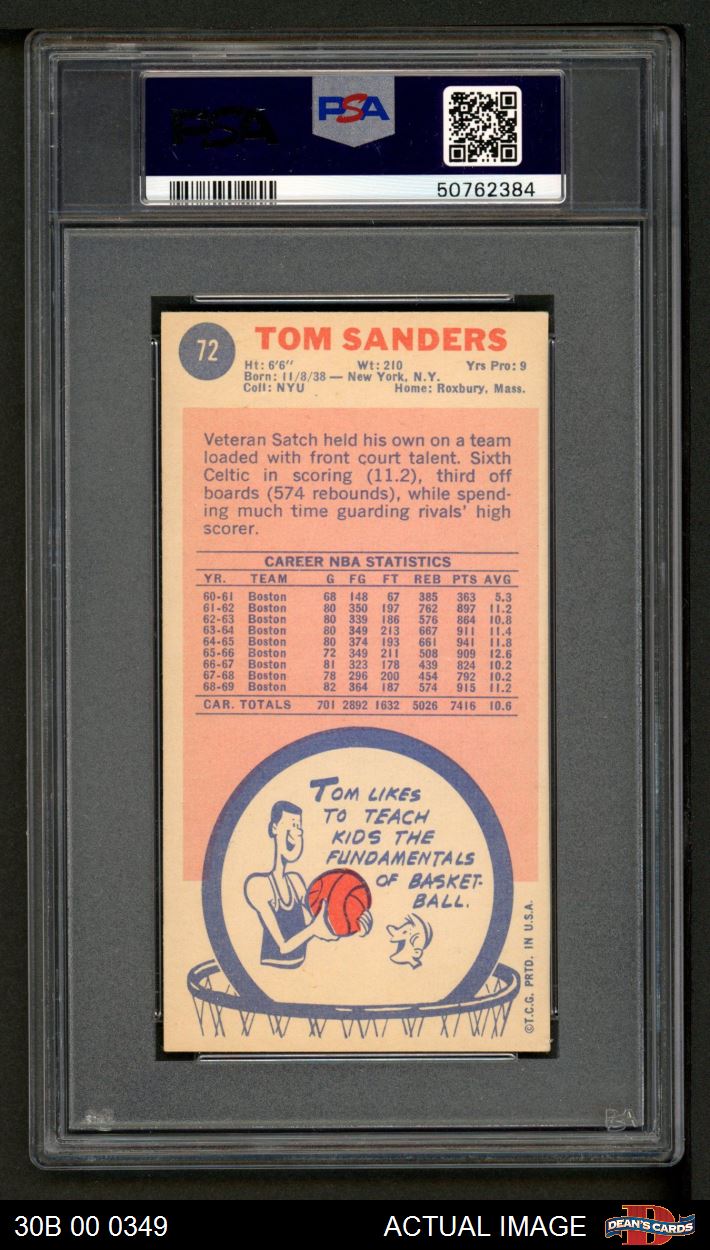 PSA
PSA
50762384
72
TOM SANDERS
Ht: 6'6" Wt: 210 Yrs Pro: 9
Born: 11/8/38 — New York, N.Y.
Coll: NYU Home: Roxbury, Mass.
Veteran Satch held his own on a team
loaded with front court talent. Sixth
Celtic in scoring (11.2), third off
boards (574 rebounds), while spend-
ing much time guarding rivals' high
scorer.
CAREER NBA STATISTICS
YR. TEAM G FG FT REB PTS AVG
60-61 Boston 68 148 67 385 363 5.3
61-62 Boston 80 350 197 762 897 11.2
62-63 Boston 80 339 186 576 864 10.8
63-64 Boston 80 349 213 667 911 11.4
64-65 Boston 80 374 193 661 941 11.8
65-66 Boston 72 349 211 508 909 12.6
66-67 Boston 81 323 178 439 824 10.2
67-68 Boston 78 296 200 454 792 10.2
68-69 Boston 82 364 187 574 915 11.2
CAR. TOTALS 701 2892 1632 5026 7416 10.6
TOM LIKES
TO TEACH
KIDS THE
FUNDAMENTALS
OF BASKET-
BALL.
©T.C.G. PRTD. IN U.S.A.
PSA
30B 00 0349 ACTUAL IMAGE
DEAN'S CARDS